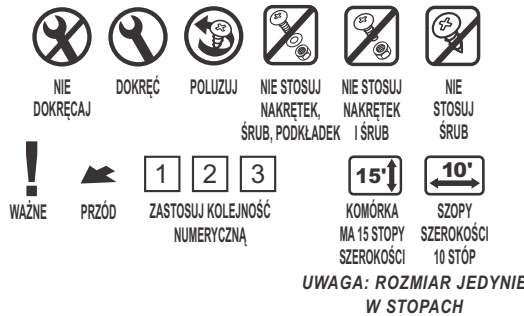 NIE
DOKRĘCAJ
DOKRĘĆ
POLUZUJ
NIE STOSUJ
NAKRĘTEK,
ŚRUB, PODKŁADEK
NIE STOSUJ
NAKRĘTEK
I ŚRUB
NIE
STOSUJ
ŚRUB
!
WAŻNE
PRZÓD
1 2 3
ZASTOSUJ KOLEJNOŚĆ
NUMERYCZNĄ
15'
KOMÓRKA
MA 15 STOPY
SZEROKOŚCI
10'
SZOPY
SZEROKOŚCI
10 STÓP
UWAGA: ROZMIAR JEDYNIE
W STOPACH